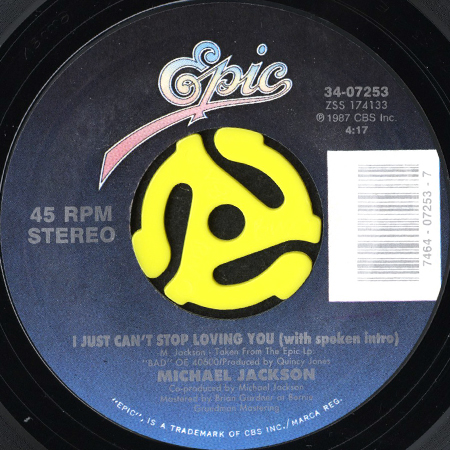 Epic
34-07253
ZSS 174133
℗ 1987 CBS Inc.
4:17
45 RPM
STEREO
7464 - 07253 - 7
I JUST CAN'T STOP LOVING YOU (with spoken intro)
M. Jackson - Taken From The Epic Lp
"BAD" OE 40600/Produced by Quincy Jones
MICHAEL JACKSON
Co-produced by Michael Jackson
Mastered by Brian Gardner at Bernie
Grundman Mastering
"EPIC", IS A TRADEMARK OF CBS INC./MARCA REG.